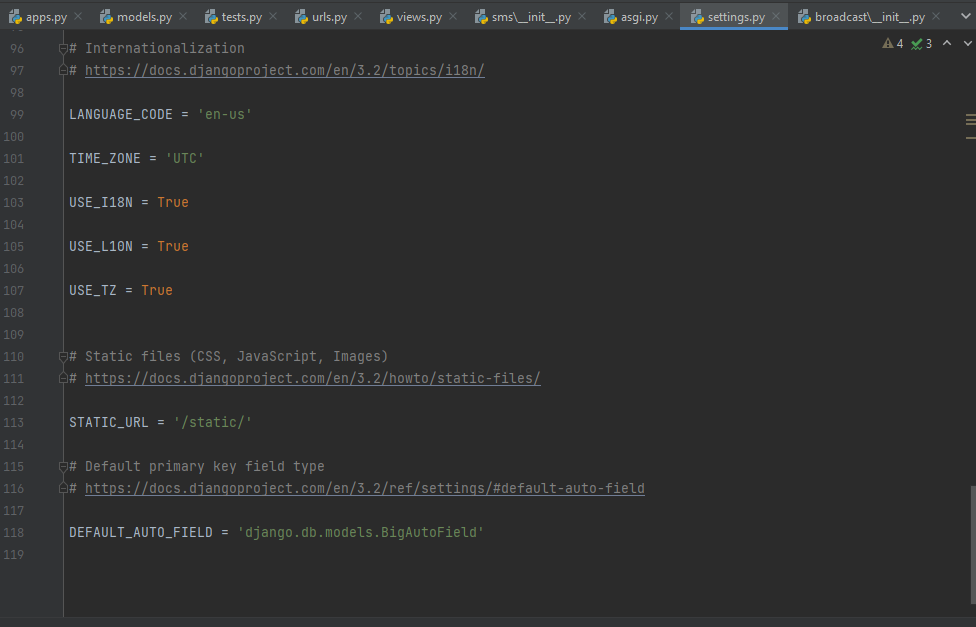 apps.py models.py tests.py urls.py views.py sms\__init__.py asgi.py settings.py broadcast\__init__.py
4 3
96 # Internationalization
97 # https://docs.djangoproject.com/en/3.2/topics/i18n/
98
99 LANGUAGE_CODE = 'en-us'
100
101 TIME_ZONE = 'UTC'
102
103 USE_I18N = True
104
105 USE_L10N = True
106
107 USE_TZ = True
108
109
110 # Static files (CSS, JavaScript, Images)
111 # https://docs.djangoproject.com/en/3.2/howto/static-files/
112
113 STATIC_URL = '/static/'
114
115 # Default primary key field type
116 # https://docs.djangoproject.com/en/3.2/ref/settings/#default-auto-field
117
118 DEFAULT_AUTO_FIELD = 'django.db.models.BigAutoField'
119